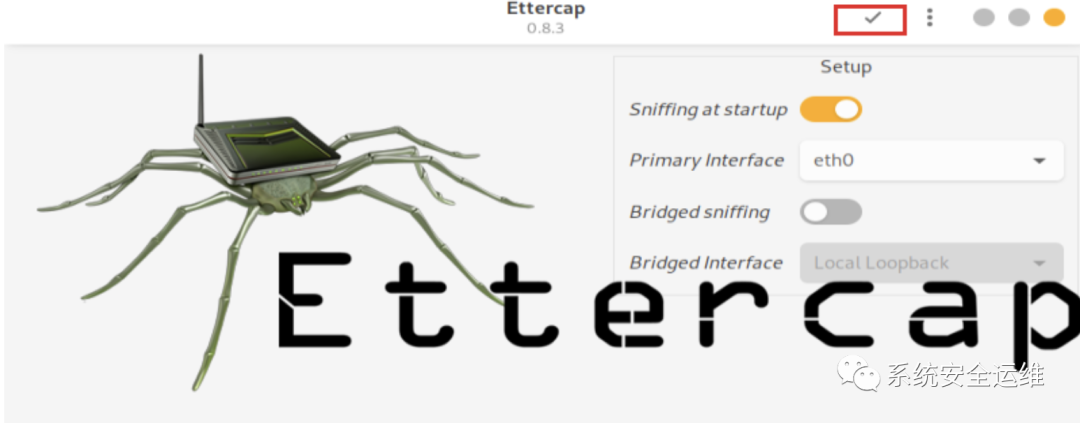 Ettercap
0.8.3
Setup
Sniffing at startup
Primary Interface eth0
Bridged sniffing
Bridged Interface Local Loopback
Ettercap
系统安全运维